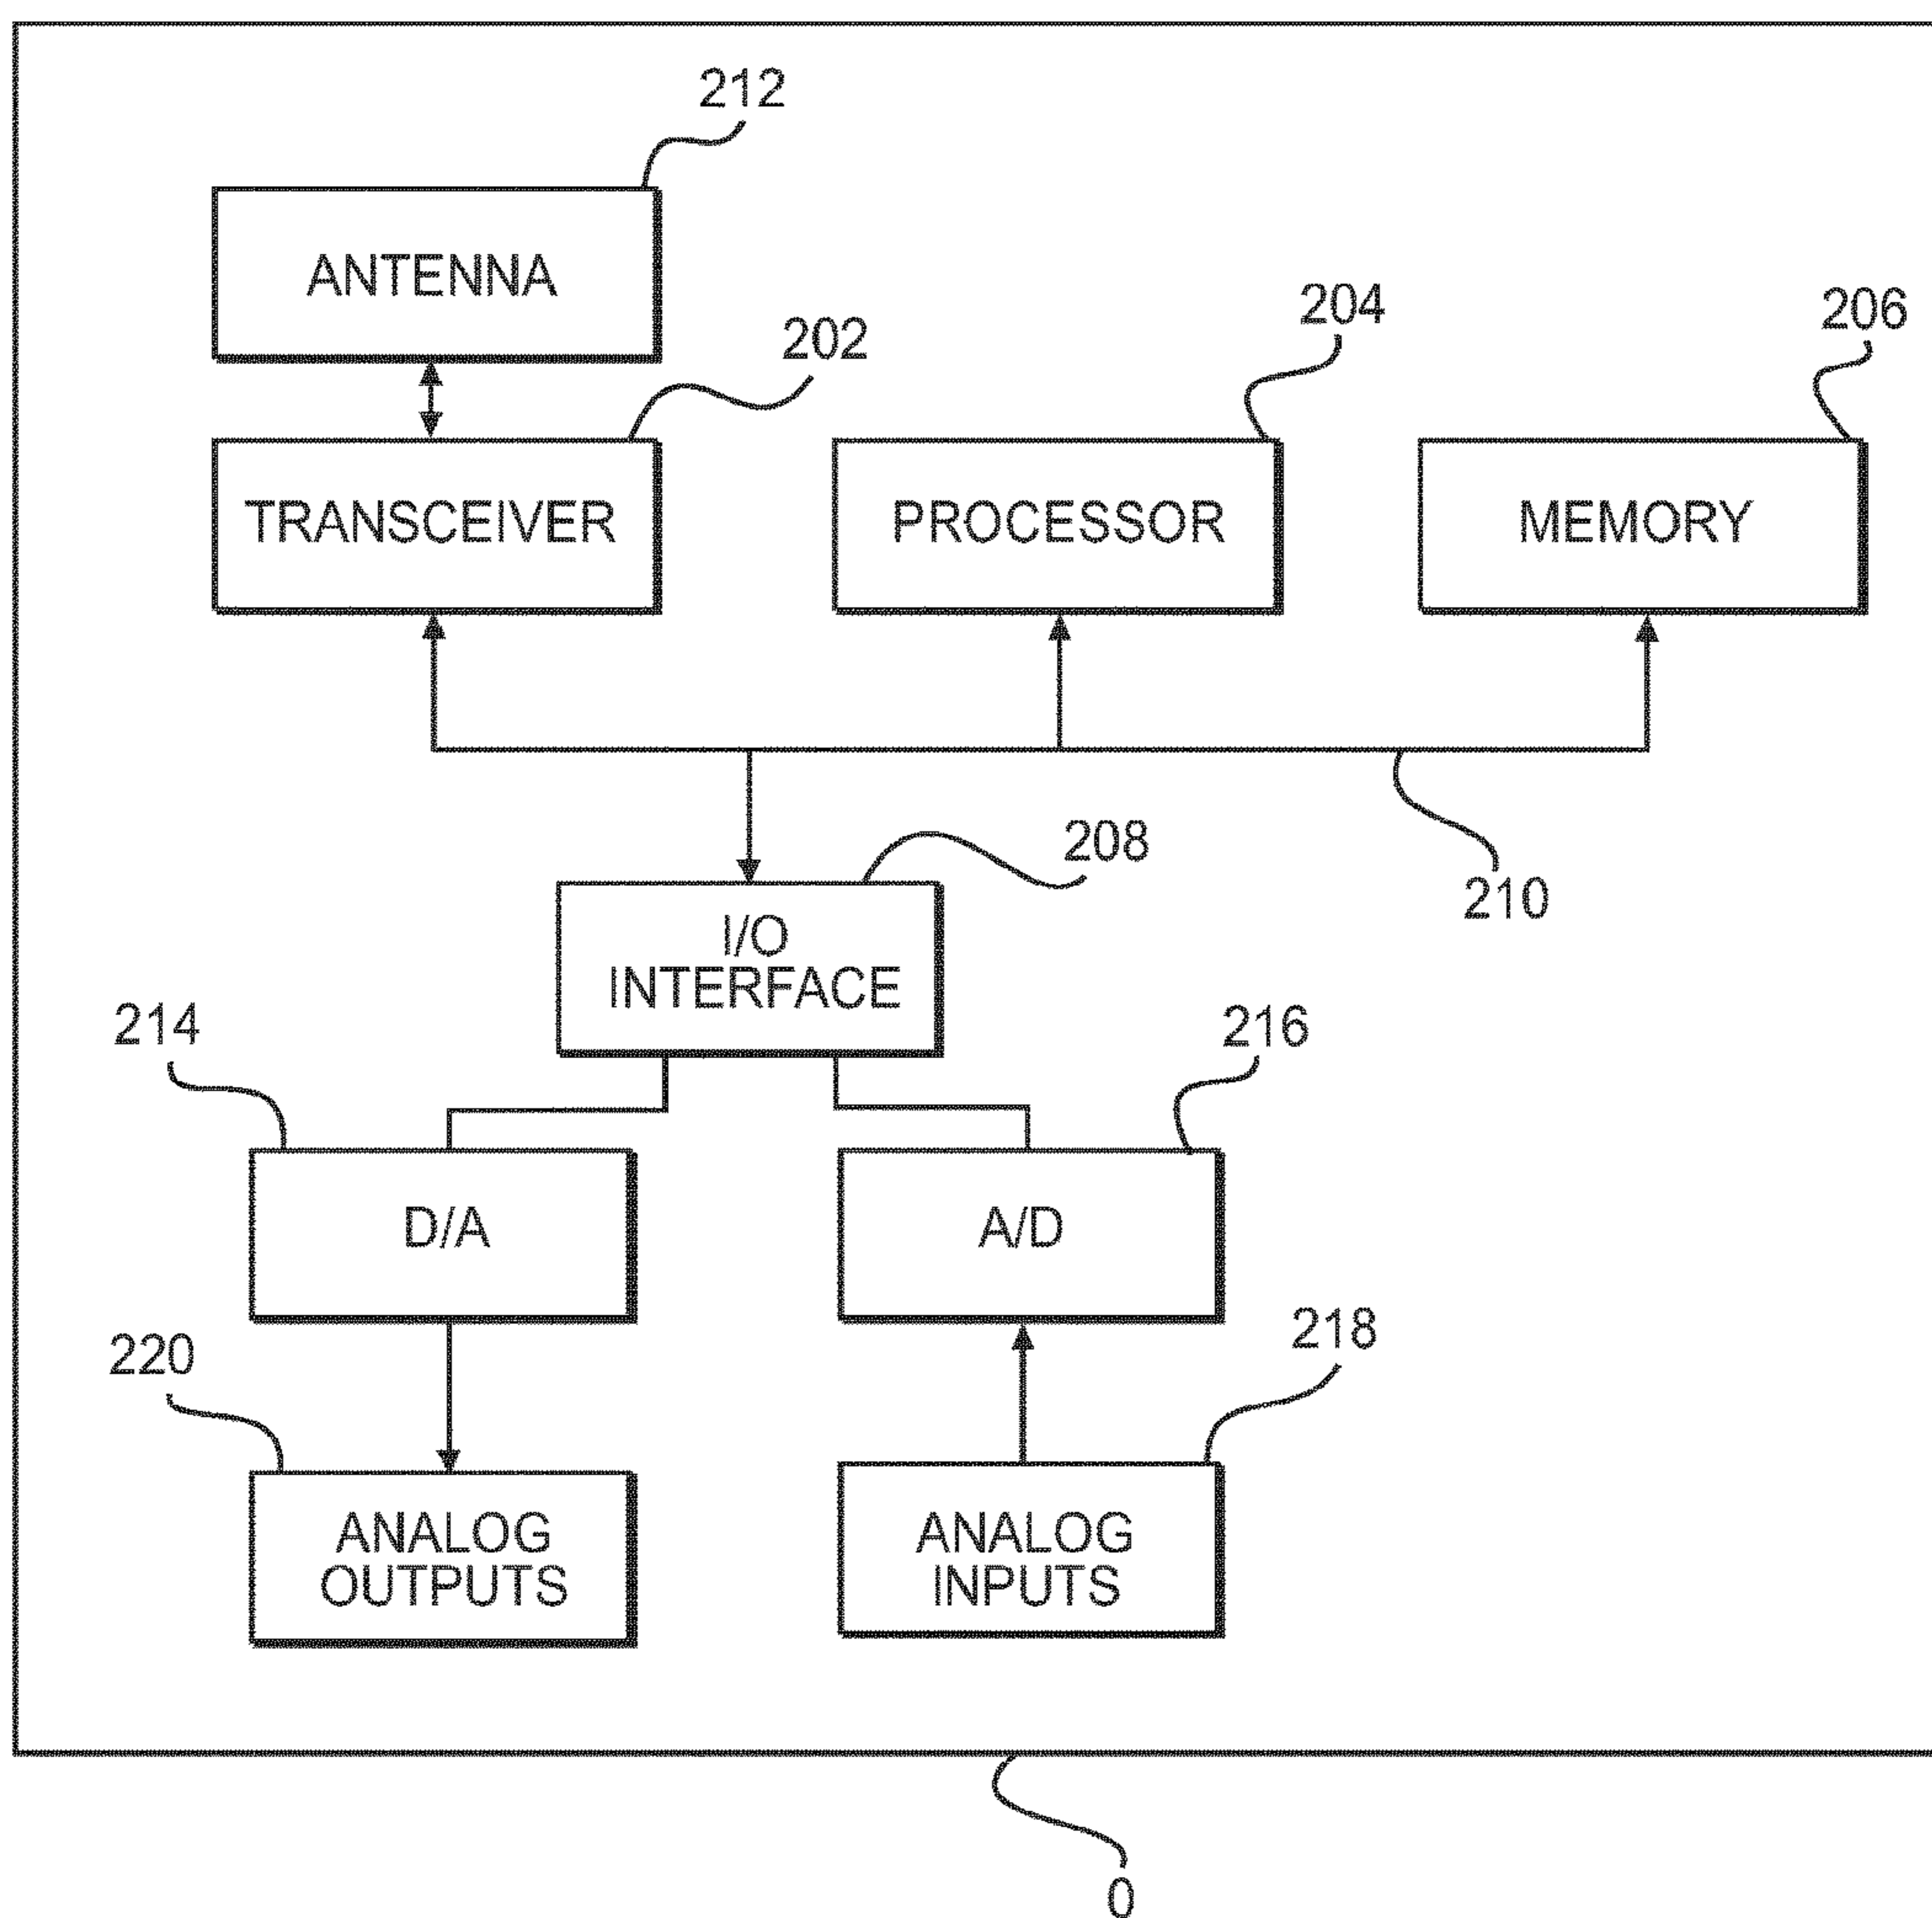 212
ANTENNA
202
204
206
TRANSCEIVER
PROCESSOR
MEMORY
208
210
I/O
INTERFACE
214
216
D/A
A/D
220
218
ANALOG
OUTPUTS
ANALOG
INPUTS
0